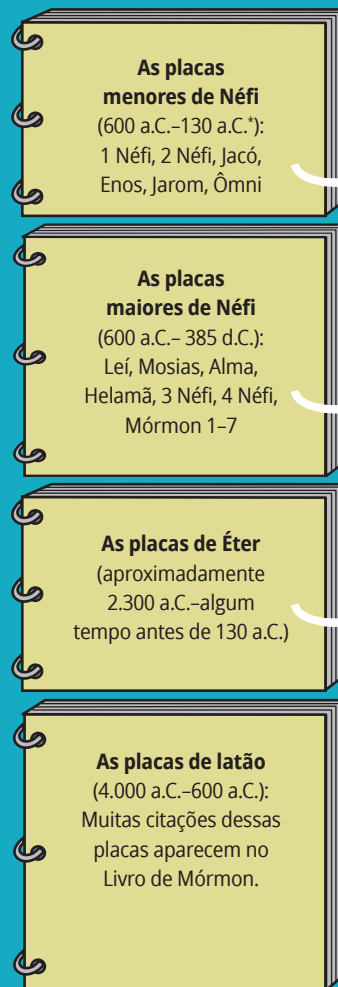 As placas
menores de Néfi
(600 a.C.–130 a.C.*):
1 Néfi, 2 Néfi, Jacó,
Enos, Jarom, Ômni
As placas
maiores de Néfi
(600 a.C.– 385 d.C.):
Leí, Mosias, Alma,
Helamã, 3 Néfi, 4 Néfi,
Mórmon 1–7
As placas de Éter
(aproximadamente
2.300 a.C.–algum
tempo antes de 130 a.C.)
As placas de latão
(4.000 a.C.–600 a.C.):
Muitas citações dessas
placas aparecem no
Livro de Mórmon.